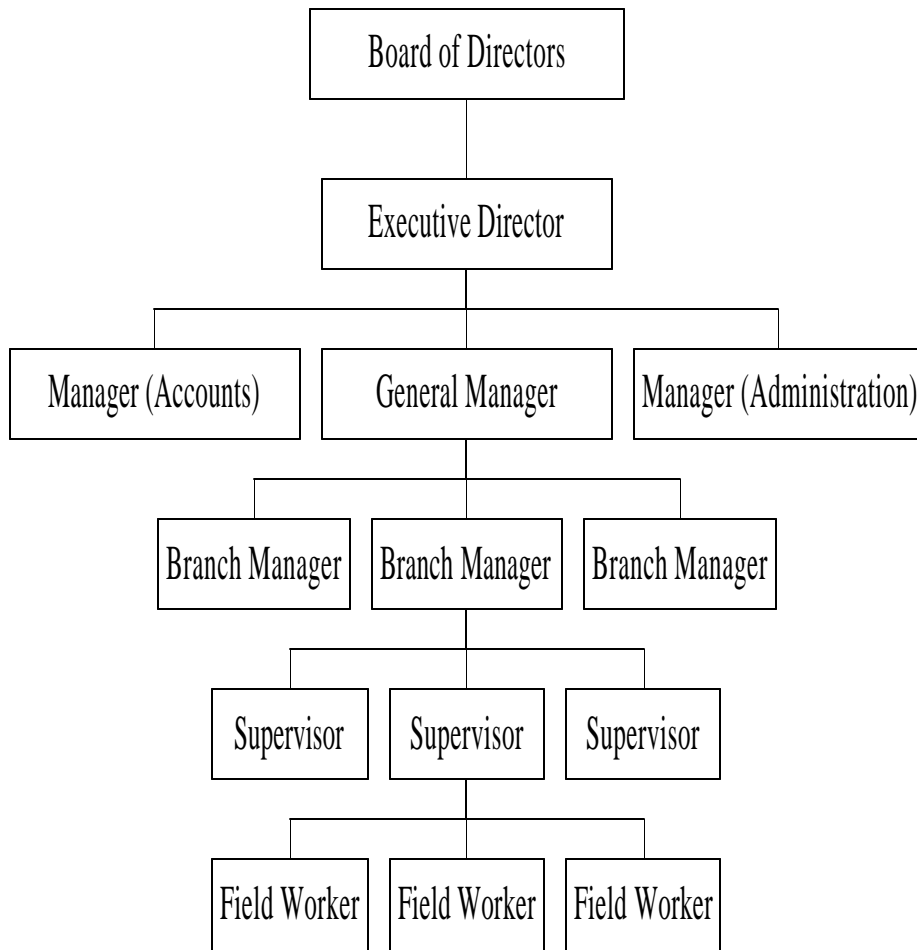 Board of Directors
Executive Director
Manager (Accounts)
General Manager
Manager (Administration)
Branch Manager
Branch Manager
Branch Manager
Supervisor
Supervisor
Supervisor
Field Worker
Field Worker
Field Worker